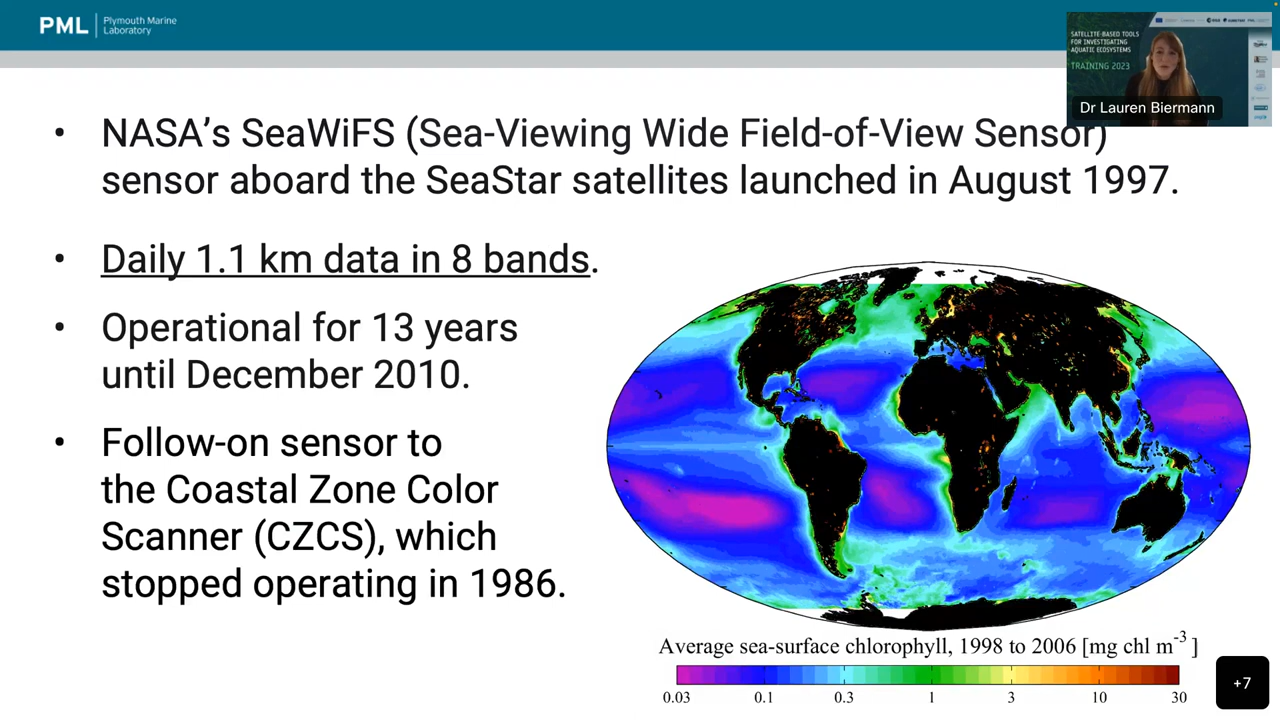 PML
Plymouth Marine
Laboratory
SATELLITE-BASED TOOLS
FOR INVESTIGATING
AQUATIC ECOSYSTEMS
TRAINING 2023
Dr Lauren Biermann
• NASA’s SeaWiFS (Sea-Viewing Wide Field-of-View Sensor)
sensor aboard the SeaStar satellites launched in August 1997.
• Daily 1.1 km data in 8 bands.
• Operational for 13 years
until December 2010.
• Follow-on sensor to
the Coastal Zone Color
Scanner (CZCS), which
stopped operating in 1986.
Average sea-surface chlorophyll, 1998 to 2006 [mg chl m-3]
0.03 0.1 0.3 1 3 10 30
+7